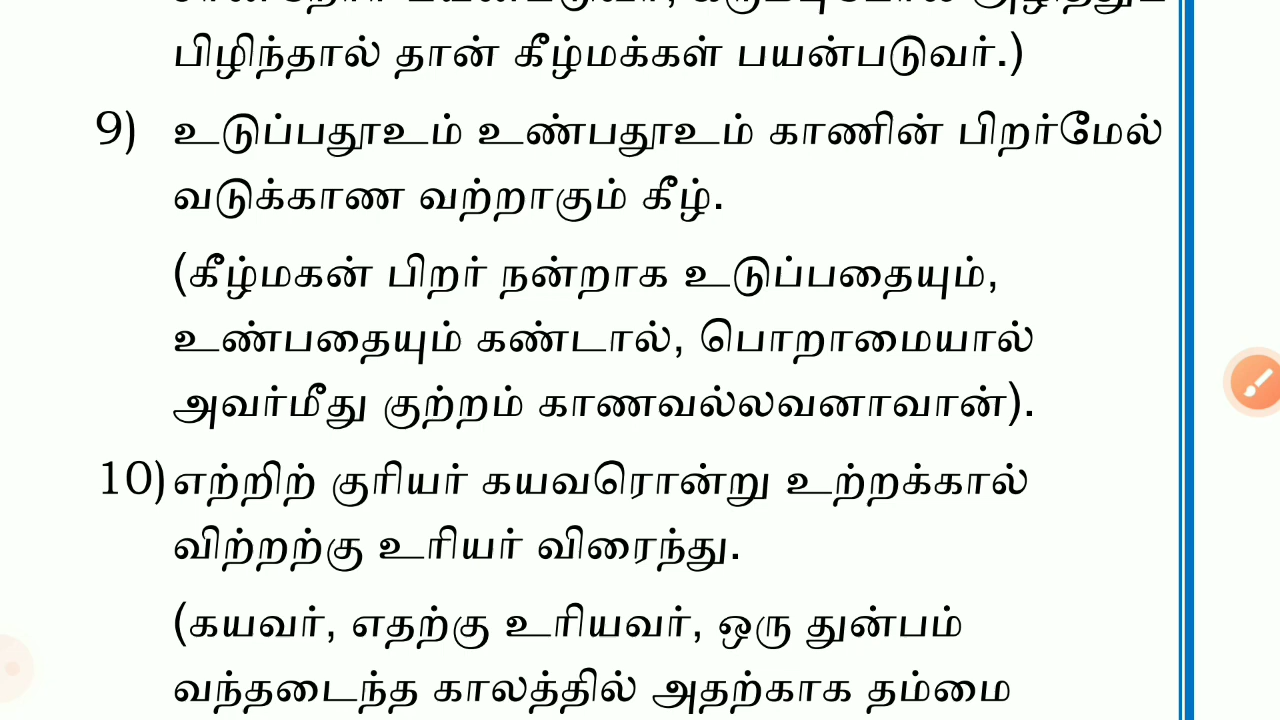 பிழிந்தால் தான் கீழ்மக்கள் பயன்படுவர்.)
9) உடுப்பதூஉம் உண்பதூஉம் காணின் பிறர்மேல்
வடுக்காண வற்றாகும் கீழ்.
(கீழ்மகன் பிறர் நன்றாக உடுப்பதையும்,
உண்பதையும் கண்டால், பொறாமையால்
அவர்மீது குற்றம் காணவல்லவனாவான்).
10) எற்றிற் குரியர் கயவரொன்று உற்றக்கால்
விற்றற்கு உரியர் விரைந்து.
(கயவர், எதற்கு உரியவர், ஒரு துன்பம்
வந்தடைந்த காலத்தில் அதற்காக தம்மை